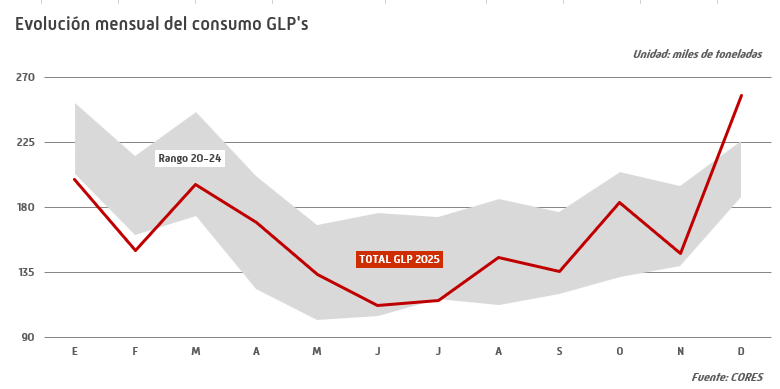 Evolución mensual del consumo GLP's
Unidad: miles de toneladas
270
225
Rango 20-24
180
TOTAL GLP 2025
135
90
E F M A M J J A S O N D
Fuente: CORES